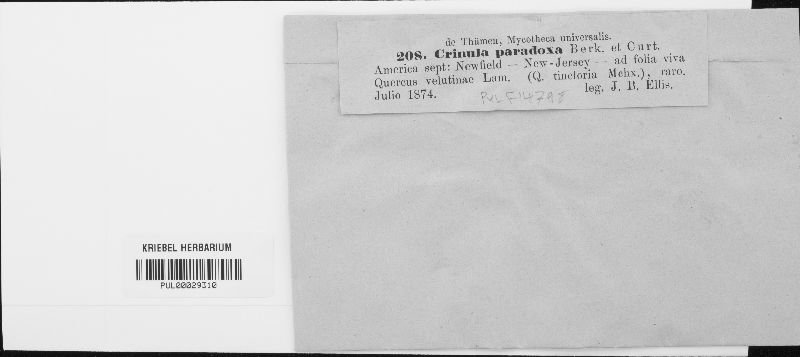 de Thümen, Mycotheca universalis.
208. Crinula paradoxa Berk. et Curt.
America sept: Newfield — New-Jersey — ad folia viva
Quercus velutinae Lam. (Q. tinctoria Mchx.), raro.
Julio 1874. leg. J. B. Ellis.
PUL F14798
KRIEBEL HERBARIUM
PUL00029310